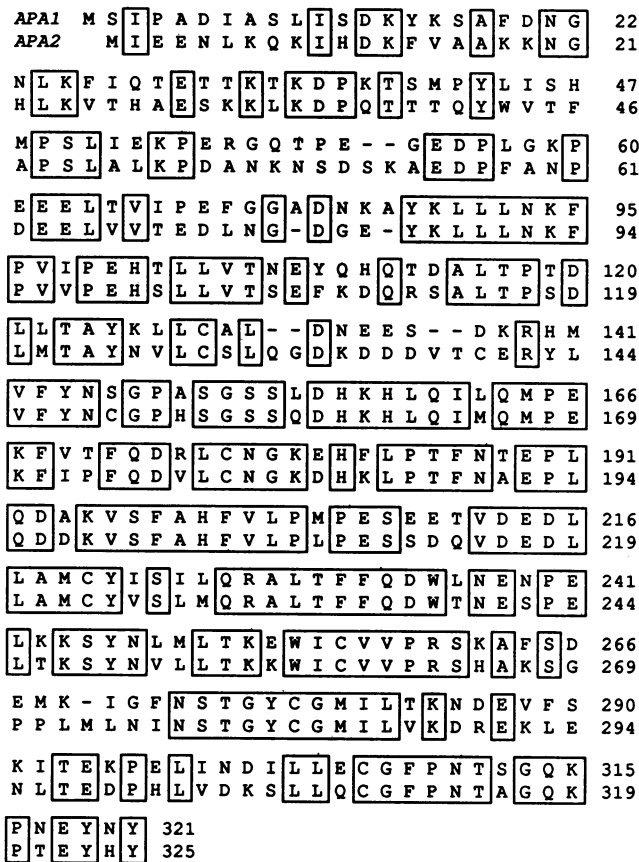 APA1 M S I P A D I A S L I S D K Y K S A F D N G 22
APA2 M I E E N L K Q K I H D K F V A A K K N G 21
N L K F I Q T E T T K T K D P K T S M P Y L I S H 47
H L K V T H A E S K K L K D P Q T T T Q Y W V T F 46
M P S L I E K P E R G Q T P E - - G E D P L G K P 60
A P S L A L K P D A N K N S D S K A E D P F A N P 61
E E E L T V I P E F G G A D N K A Y K L L L N K F 95
D E E L V V T E D L N G - D G E - Y K L L L N K F 94
P V I P E H T L L V T N E Y Q H Q T D A L T P T D 120
P V V P E H S L L V T S E F K D Q R S A L T P S D 119
L L T A Y K L L C A L - - D N E E S - - D K R H M 141
L M T A Y N V L C S L Q G D K D D D V T C E R Y L 144
V F Y N S G P A S G S S L D H K H L Q I L Q M P E 166
V F Y N C G P H S G S S Q D H K H L Q I M Q M P E 169
K F V T F Q D R L C N G K E H F L P T F N T E P L 191
K F I P F Q D V L C N G K D H K L P T F N A E P L 194
Q D A K V S F A H F V L P M P E S E E T V D E D L 216
Q D D K V S F A H F V L P L P E S S D Q V D E D L 219
L A M C Y I S I L Q R A L T F F Q D W L N E N P E 241
L A M C Y V S L M Q R A L T F F Q D W T N E S P E 244
L K K S Y N L M L T K E W I C V V P R S K A F S D 266
L T K S Y N V L L T K K W I C V V P R S H A K S G 269
E M K - I G F N S T G Y C G M I L T K N D E V F S 290
P P L M L N I N S T G Y C G M I L V K D R E K L E 294
K I T E K P E L I N D I L L E C G F P N T S G Q K 315
N L T E D P H L V D K S L L Q C G F P N T A G Q K 319
P N E Y N Y 321
P T E Y H Y 325